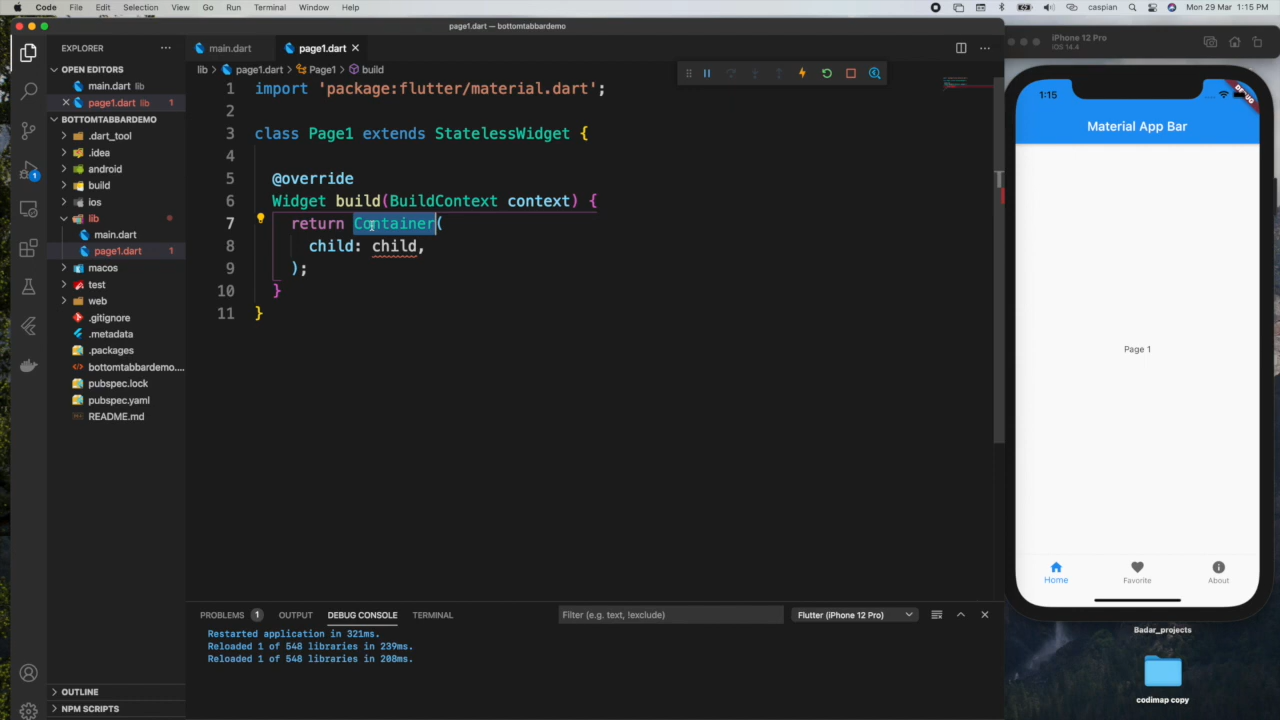 Code File Edit Selection View Go Run Terminal Window Help
caspian Mon 29 Mar 1:15 PM
page1.dart — bottomtabbardemo
EXPLORER
OPEN EDITORS
main.dart lib
page1.dart lib 1
BOTTOMTABBARDEMO
.dart_tool
.idea
android
build
ios
lib
main.dart
page1.dart 1
macos
test
web
.gitignore
.metadata
.packages
bottomtabbardemo....
pubspec.lock
pubspec.yaml
README.md
OUTLINE
NPM SCRIPTS
1
main.dart
page1.dart
lib > page1.dart > Page1 > build
1 import 'package:flutter/material.dart';
2
3 class Page1 extends StatelessWidget {
4
5 @override
6 Widget build(BuildContext context) {
7 return Container(
8 child: child,
9 );
10 }
11 }
PROBLEMS 1 OUTPUT DEBUG CONSOLE TERMINAL
Filter (e.g. text, !exclude)
Flutter (iPhone 12 Pro)
Restarted application in 321ms.
Reloaded 1 of 548 libraries in 239ms.
Reloaded 1 of 548 libraries in 208ms.
iPhone 12 Pro
iOS 14.4
1:15
DEBUG
Material App Bar
Page 1
Home Favorite About
Badar_projects
codimap copy